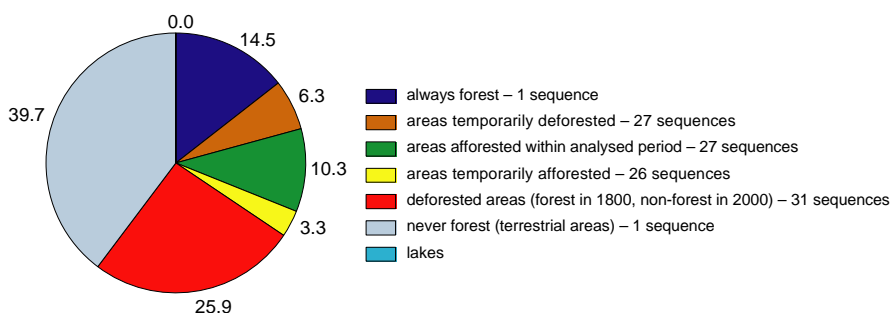 0.0
14.5
6.3
10.3
3.3
25.9
39.7
always forest – 1 sequence
areas temporarily deforested – 27 sequences
areas afforested within analysed period – 27 sequences
areas temporarily afforested – 26 sequences
deforested areas (forest in 1800, non-forest in 2000) – 31 sequences
never forest (terrestrial areas) – 1 sequence
lakes